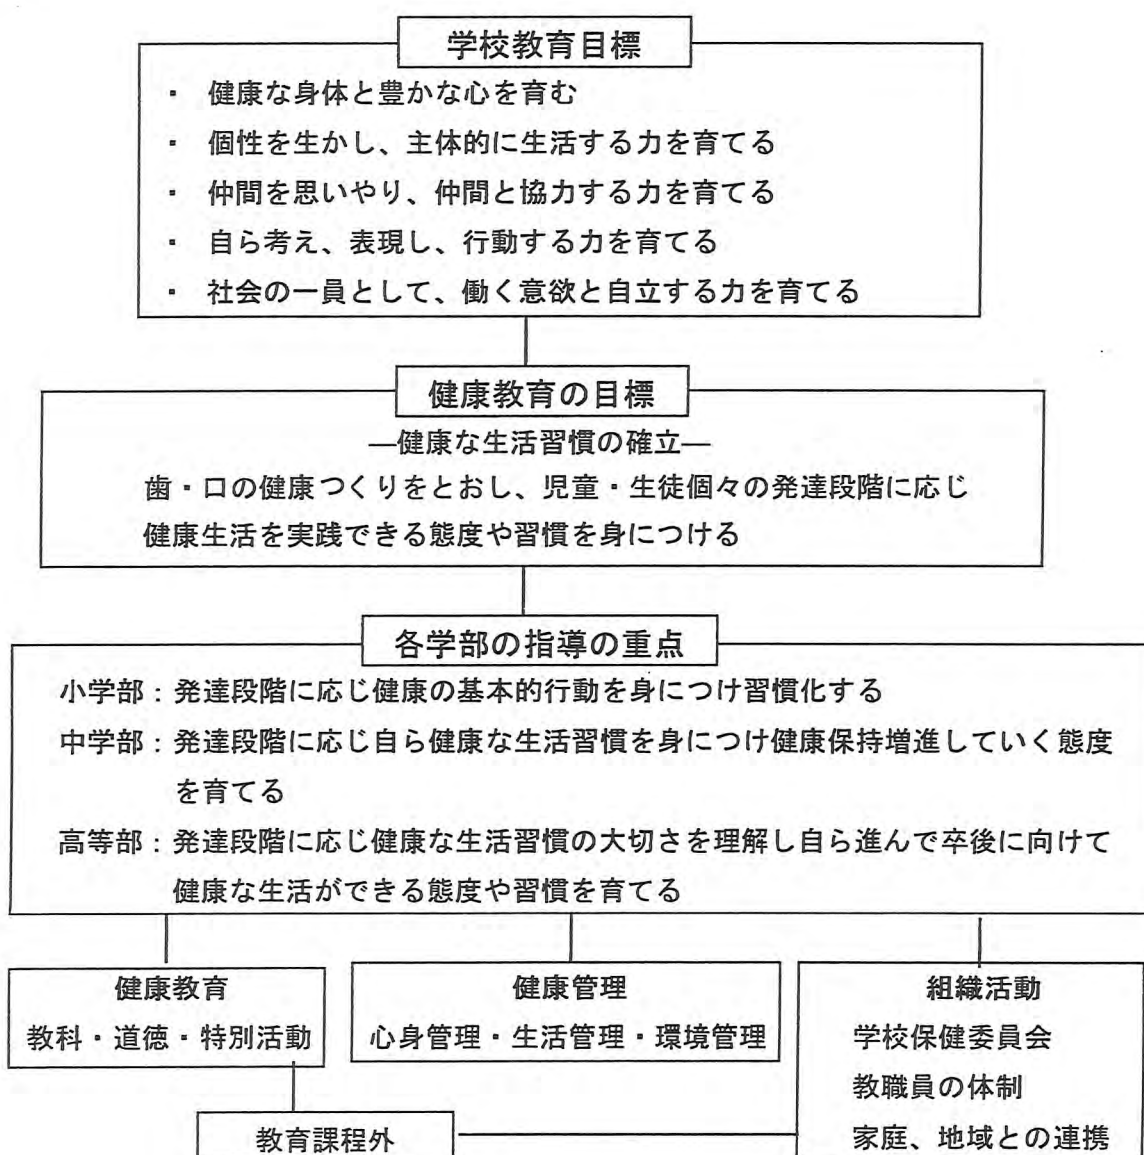 学校教育目標
・ 健康な身体と豊かな心を育む
・ 個性を生かし、主体的に生活する力を育てる
・ 仲間を思いやり、仲間と協力する力を育てる
・ 自ら考え、表現し、行動する力を育てる
・ 社会の一員として、働く意欲と自立する力を育てる
健康教育の目標
―健康な生活習慣の確立―
歯・口の健康つくりをとおし、児童・生徒個々の発達段階に応じ
健康生活を実践できる態度や習慣を身につける
各学部の指導の重点
小学部：発達段階に応じ健康の基本的行動を身につけ習慣化する
中学部：発達段階に応じ自ら健康な生活習慣を身につけ健康保持増進していく態度
を育てる
高等部：発達段階に応じ健康な生活習慣の大切さを理解し自ら進んで卒後に向けて
健康な生活ができる態度や習慣を育てる
健康教育
教科・道徳・特別活動
健康管理
心身管理・生活管理・環境管理
組織活動
学校保健委員会
教職員の体制
家庭、地域との連携
教育課程外